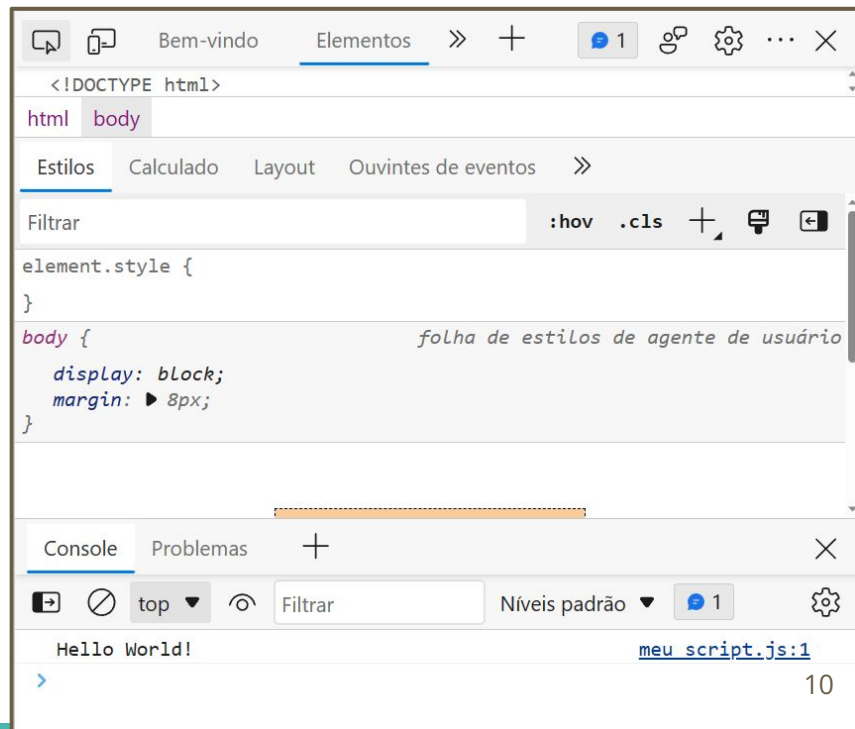 Bem-vindo Elementos 1
<!DOCTYPE html>
html body
Estilos Calculado Layout Ouvintes de eventos
Filtrar :hov .cls
element.style {
}
body { folha de estilos de agente de usuário
display: block;
margin: 8px;
}
Console Problemas
top Filtrar Níveis padrão 1
Hello World! meu script.js:1
10